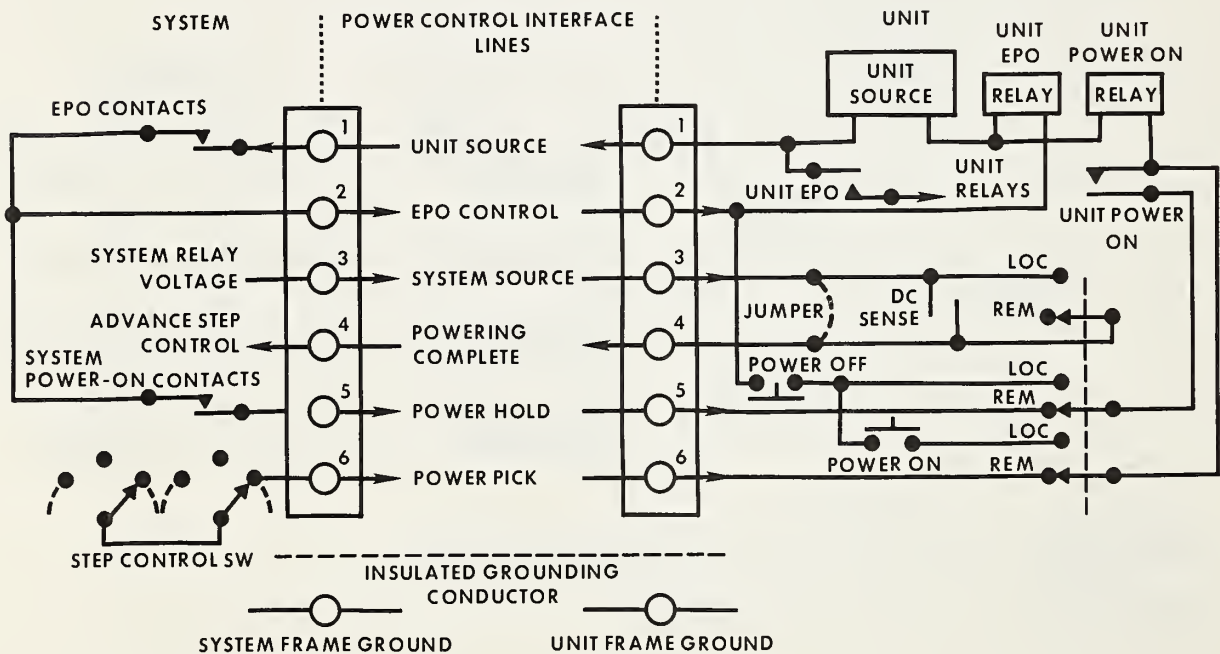 SYSTEM
POWER CONTROL INTERFACE
LINES
UNIT
UNIT
SOURCE
UNIT
EPO
RELAY
UNIT
POWER ON
RELAY
EPO CONTACTS
1
UNIT SOURCE
1
UNIT EPO
UNIT
RELAYS
UNIT POWER
ON
2
EPO CONTROL
2
SYSTEM RELAY
VOLTAGE
3
SYSTEM SOURCE
3
LOC
JUMPER
DC
SENSE
REM
ADVANCE STEP
CONTROL
4
POWERING
COMPLETE
4
SYSTEM
POWER-ON CONTACTS
5
POWER HOLD
5
POWER OFF
LOC
REM
LOC
6
POWER PICK
6
POWER ON
REM
STEP CONTROL SW
INSULATED GROUNDING
CONDUCTOR
SYSTEM FRAME GROUND
UNIT FRAME GROUND